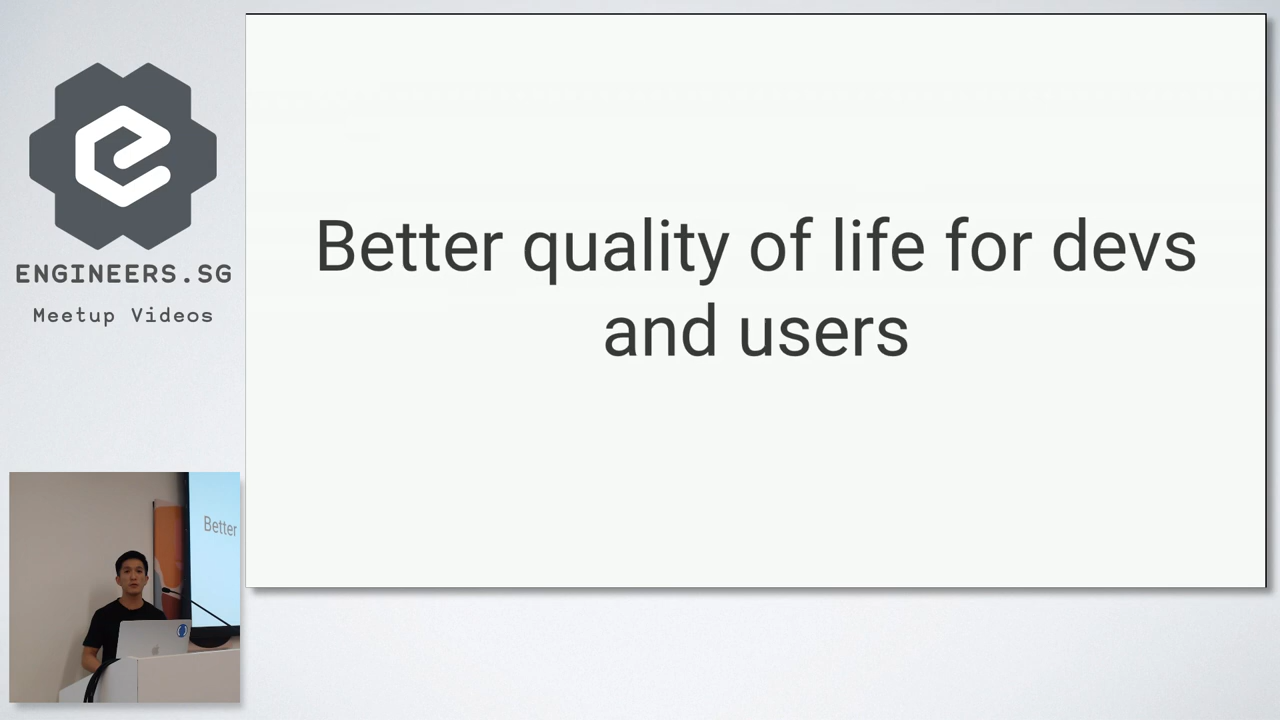 ENGINEERS.SG
Meetup Videos
Better quality of life for devs
and users
Better